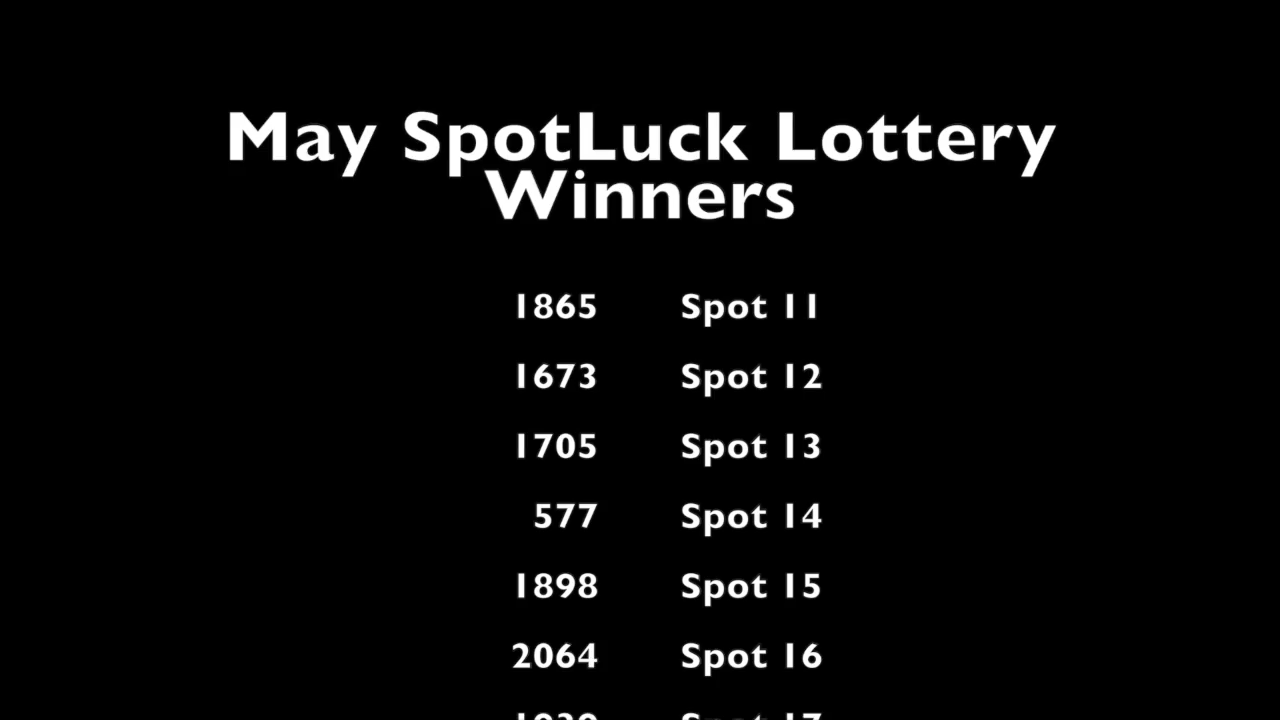 May SpotLuck Lottery
Winners
1865 Spot 11
1673 Spot 12
1705 Spot 13
577 Spot 14
1898 Spot 15
2064 Spot 16